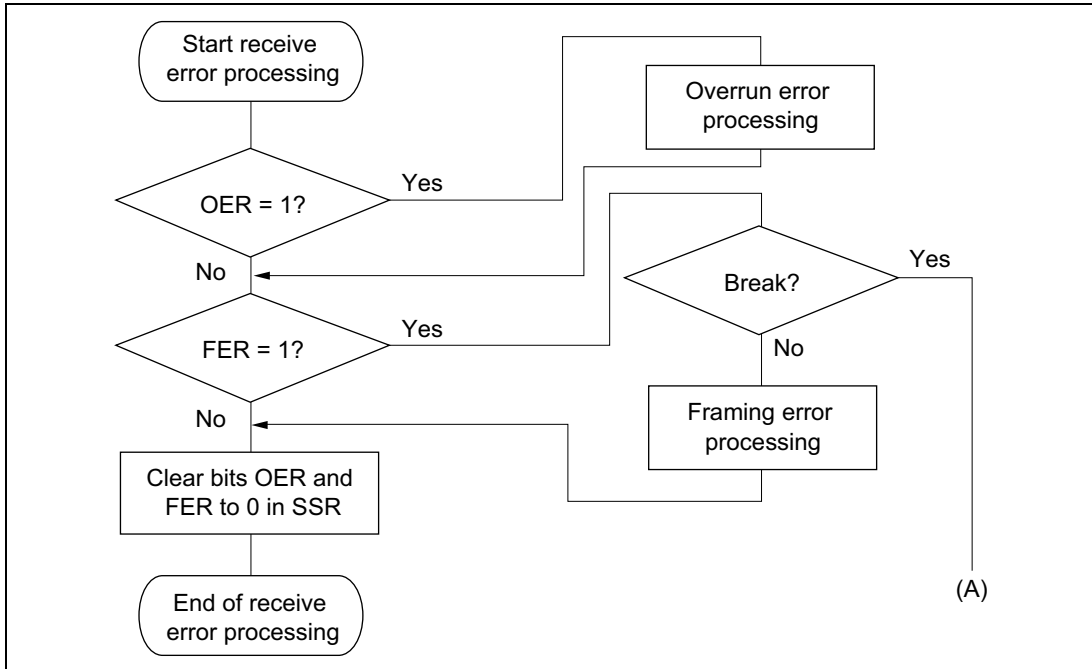 Start receive
error processing
Overrun error
processing
Yes
OER = 1?
No
Yes
Break?
Yes
FER = 1?
No
No
Framing error
processing
Clear bits OER and
FER to 0 in SSR
(A)
End of receive
error processing